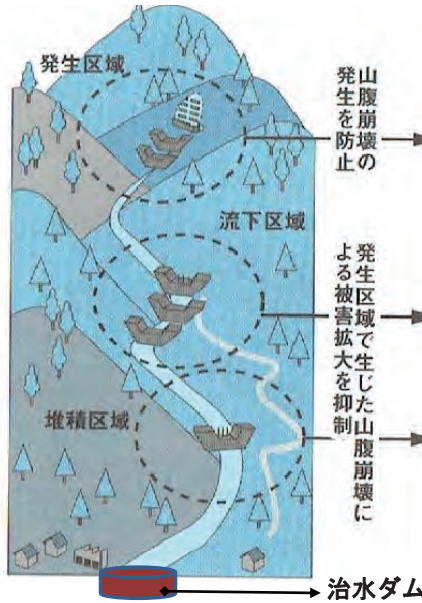 発生区域
山腹崩壊の
発生を防止
流下区域
発生区域で生じた山腹崩壊に
よる被害拡大を抑制
堆積区域
治水ダム